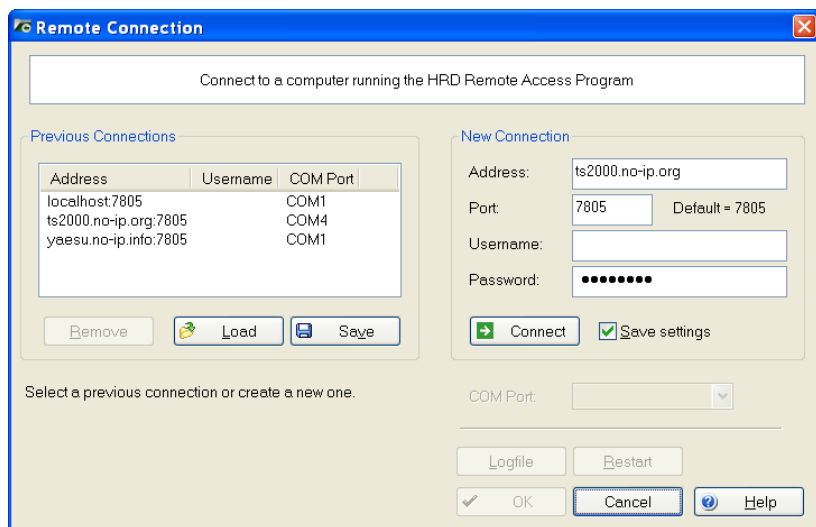 Remote Connection
Connect to a computer running the HRD Remote Access Program
Previous Connections
Address Username COM Port
localhost:7805 COM1
ts2000.no-ip.org:7805 COM4
yaesu.no-ip.info:7805 COM1
Remove Load Save
Select a previous connection or create a new one.
New Connection
Address: ts2000.no-ip.org
Port: 7805 Default = 7805
Username:
Password: ●●●●●●●●
Connect Save settings
COM Port:
Logfile Restart
OK Cancel Help